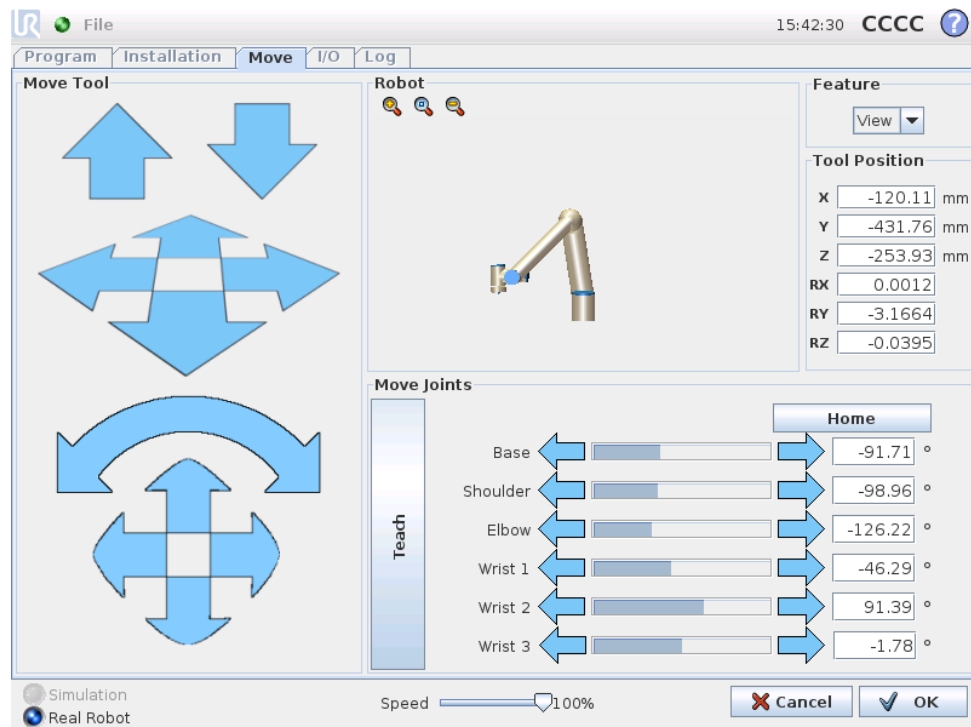 UR File 15:42:30 CCCC ?
Program Installation Move I/O Log
Move Tool
Robot
Feature
View
Tool Position
X -120.11 mm
Y -431.76 mm
Z -253.93 mm
RX 0.0012
RY -3.1664
RZ -0.0395
Move Joints
Teach
Home
Base -91.71 °
Shoulder -98.96 °
Elbow -126.22 °
Wrist 1 -46.29 °
Wrist 2 91.39 °
Wrist 3 -1.78 °
Simulation
Real Robot
Speed 100%
Cancel
OK